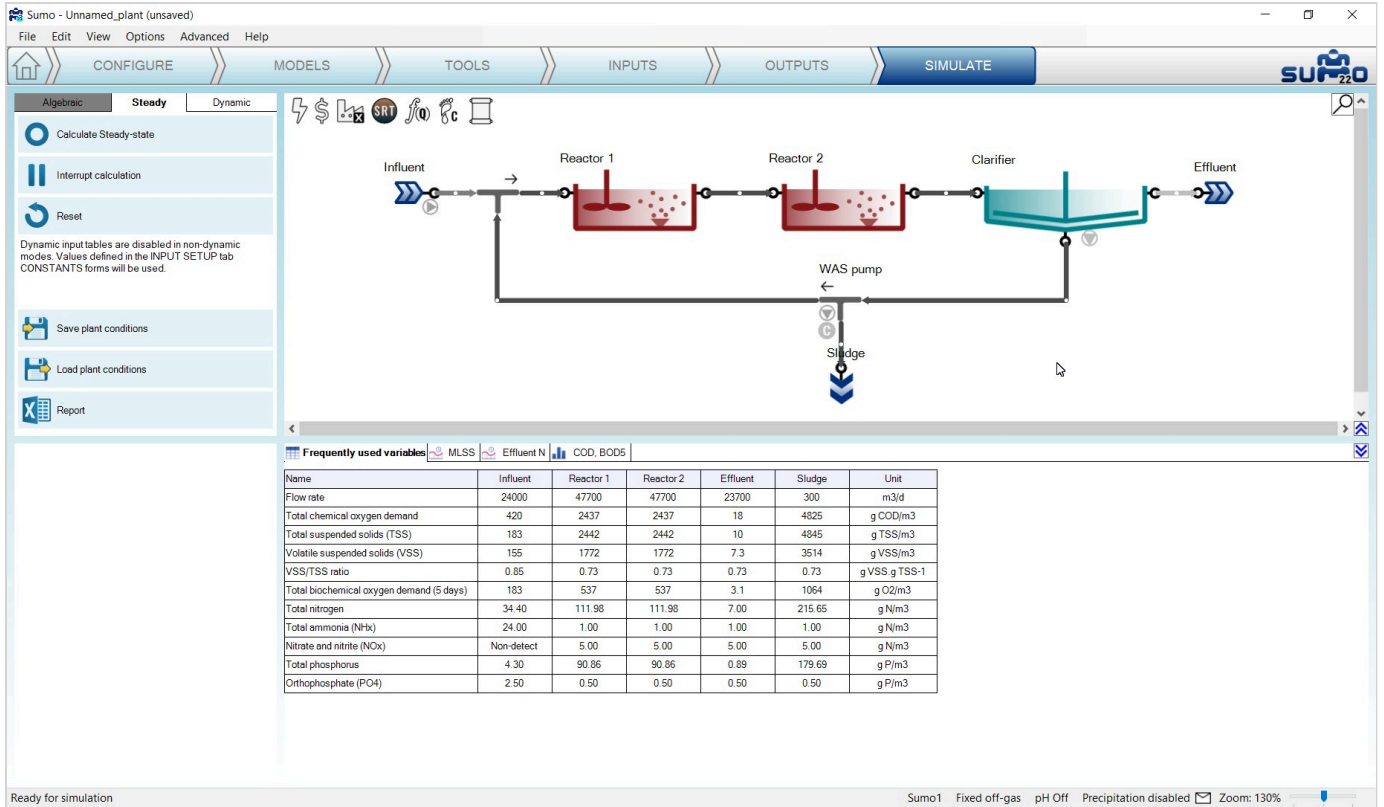 Sumo - Unnamed_plant (unsaved)
File Edit View Options Advanced Help
CONFIGURE MODELS TOOLS INPUTS OUTPUTS SIMULATE
SUMO 22
Algebraic Steady Dynamic
Calculate Steady-state
Interrupt calculation
Reset
Dynamic input tables are disabled in non-dynamic
modes. Values defined in the INPUT SETUP tab
CONSTANTS forms will be used.
Save plant conditions
Load plant conditions
Report
SRT f(Q) C
Influent
Reactor 1
Reactor 2
Clarifier
Effluent
WAS pump
C
Sludge
Frequently used variables MLSS Effluent N COD, BOD5
Name Influent Reactor 1 Reactor 2 Effluent Sludge Unit
Flow rate 24000 47700 47700 23700 300 m3/d
Total chemical oxygen demand 420 2437 2437 18 4825 g COD/m3
Total suspended solids (TSS) 183 2442 2442 10 4845 g TSS/m3
Volatile suspended solids (VSS) 155 1772 1772 7.3 3514 g VSS/m3
VSS/TSS ratio 0.85 0.73 0.73 0.73 0.73 g VSS.g TSS-1
Total biochemical oxygen demand (5 days) 183 537 537 3.1 1064 g O2/m3
Total nitrogen 34.40 111.98 111.98 7.00 215.65 g N/m3
Total ammonia (NHx) 24.00 1.00 1.00 1.00 1.00 g N/m3
Nitrate and nitrite (NOx) Non-detect 5.00 5.00 5.00 5.00 g N/m3
Total phosphorus 4.30 90.86 90.86 0.89 179.69 g P/m3
Orthophosphate (PO4) 2.50 0.50 0.50 0.50 0.50 g P/m3
Ready for simulation
Sumo1 Fixed off-gas pH Off Precipitation disabled Zoom: 130%